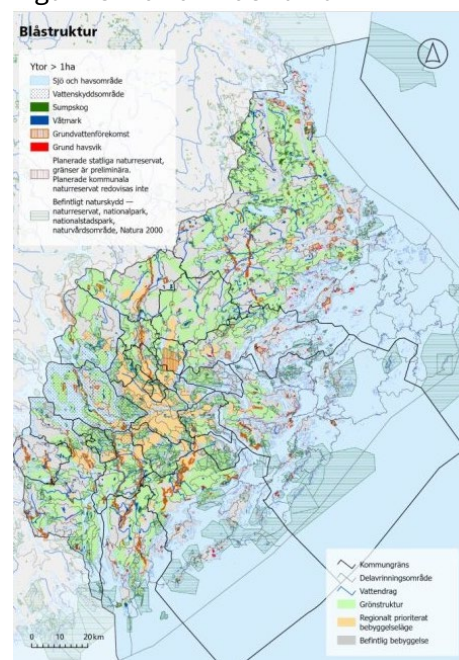 Blåstruktur
Ytor > 1ha
Sjö och havsområde
Vattenskyddsområde
Sumpskog
Våtmark
Grundvattenförekomst
Grund havsvik
Planerade statliga naturreservat,
gränser är preliminära.
Planerade kommunala
naturreservat redovisas inte
Befintligt naturskydd —
naturreservat, nationalpark,
nationalstadspark,
naturvårdsområde, Natura 2000
Kommungräns
Delavrinningsområde
Vattendrag
Grönstruktur
Regionalt prioriterat
bebyggelseläge
Befintlig bebyggelse
0 10 20 km